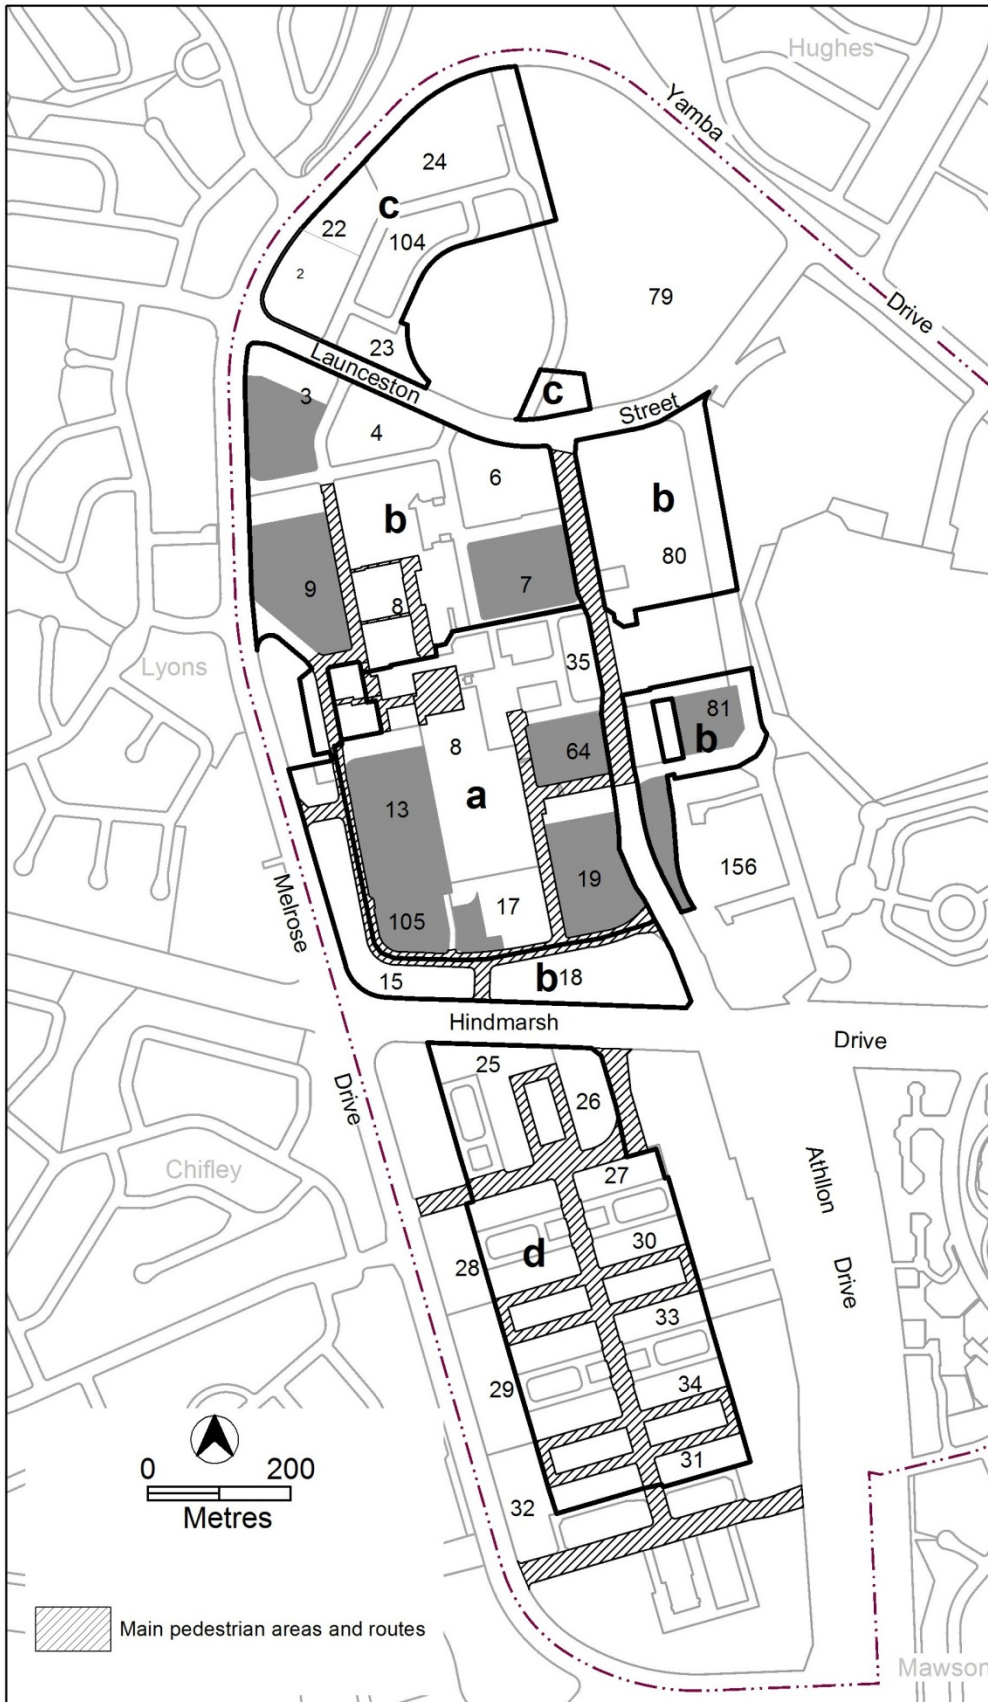 Hughes
Yamba
24
c
22
104
2
79
Drive
23
Launceston
3
c
Street
4
6
b
b
80
9
7
8
Lyons
35
81
b
64
8
a
13
156
19
Melrose
17
105
15
b
18
Hindmarsh
Drive
25
Drive
26
Chifley
27
Athllon
30
28
d
Drive
33
29
34
31
0 200
Metres
32
Main pedestrian areas and routes
Mawson